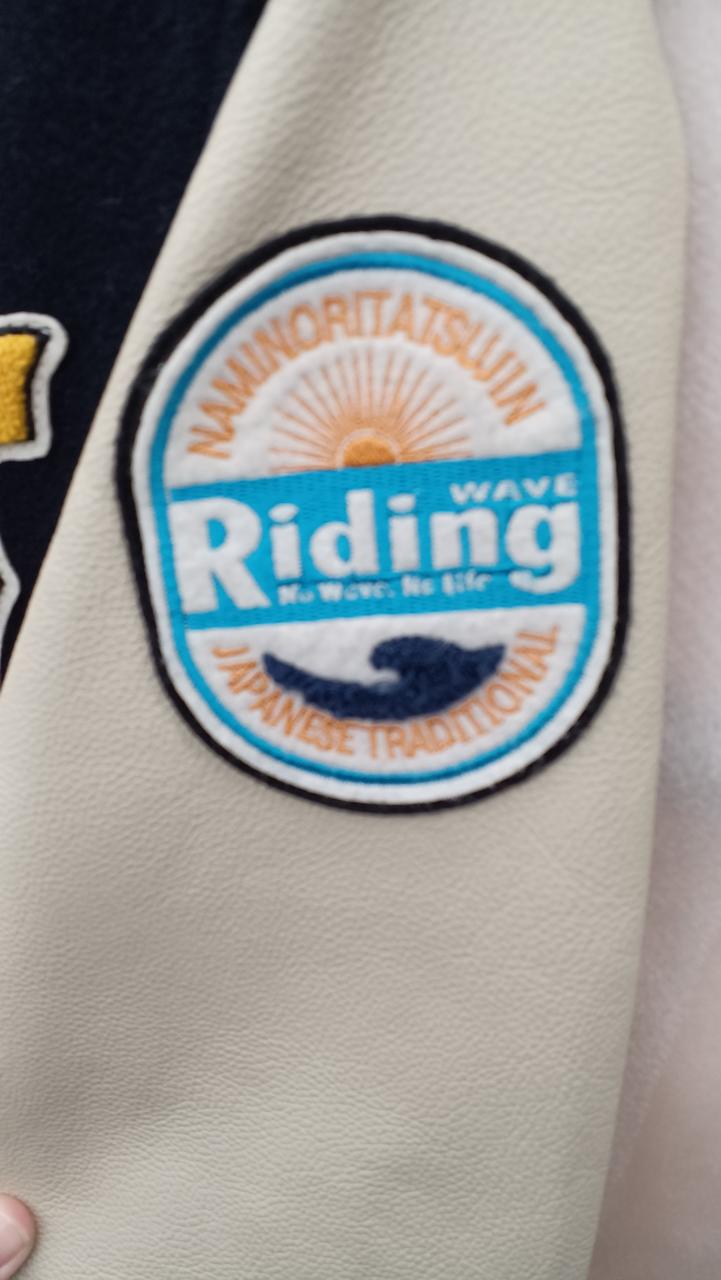 NAMINORITATSUJIN
WAVE
Riding
No Wave. No Life
JAPANESE TRADITIONAL